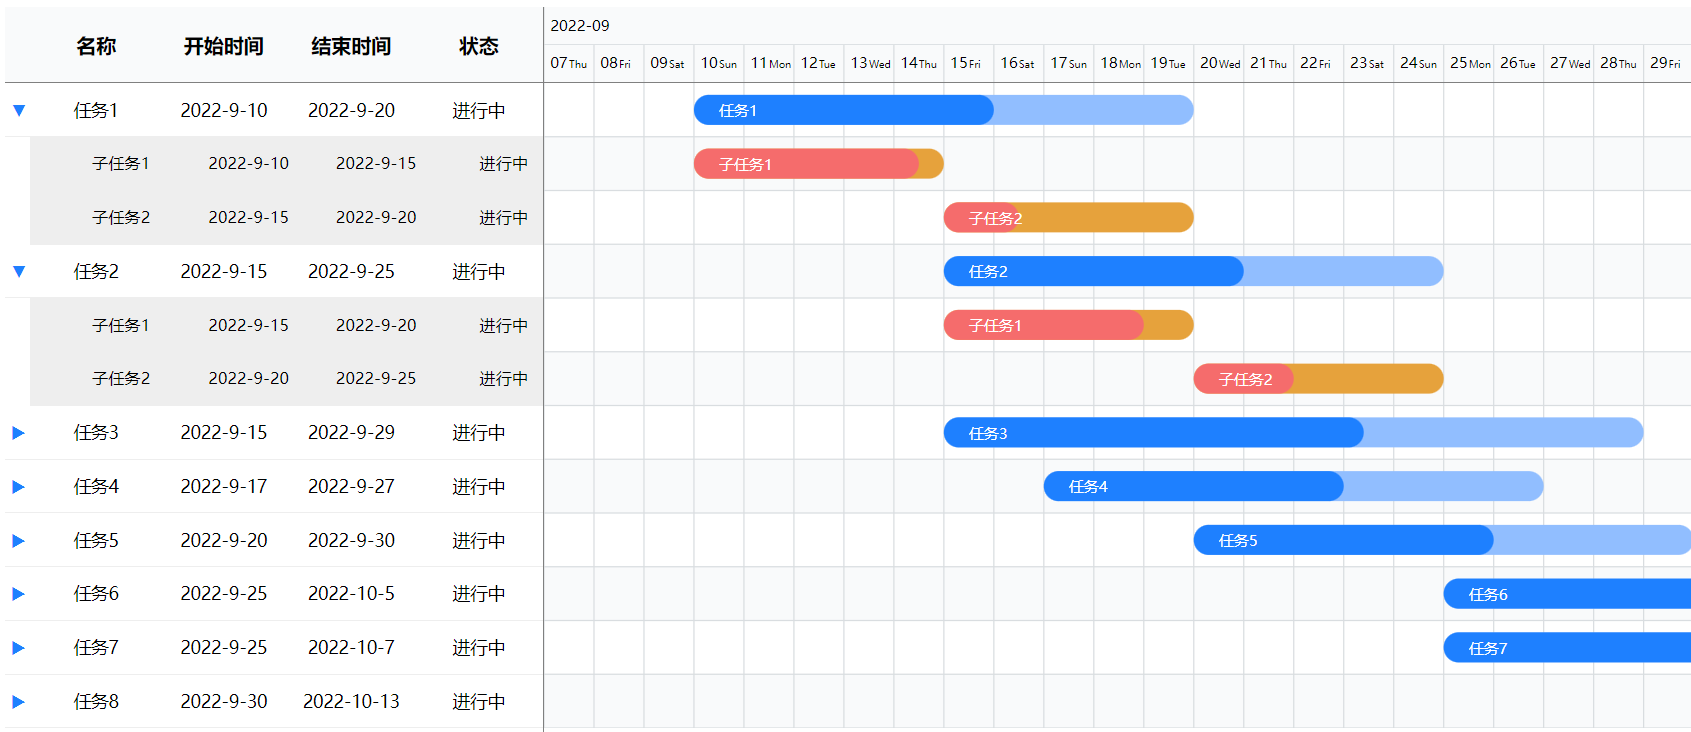 2022-09
名称 开始时间 结束时间 状态
07Thu 08Fri 09Sat 10Sun 11Mon 12Tue 13Wed 14Thu 15Fri 16Sat 17Sun 18Mon 19Tue 20Wed 21Thu 22Fri 23Sat 24Sun 25Mon 26Tue 27Wed 28Thu 29Fri
任务1 2022-9-10 2022-9-20 进行中 任务1
子任务1 2022-9-10 2022-9-15 进行中 子任务1
子任务2 2022-9-15 2022-9-20 进行中 子任务2
任务2 2022-9-15 2022-9-25 进行中 任务2
子任务1 2022-9-15 2022-9-20 进行中 子任务1
子任务2 2022-9-20 2022-9-25 进行中 子任务2
任务3 2022-9-15 2022-9-29 进行中 任务3
任务4 2022-9-17 2022-9-27 进行中 任务4
任务5 2022-9-20 2022-9-30 进行中 任务5
任务6 2022-9-25 2022-10-5 进行中 任务6
任务7 2022-9-25 2022-10-7 进行中 任务7
任务8 2022-9-30 2022-10-13 进行中